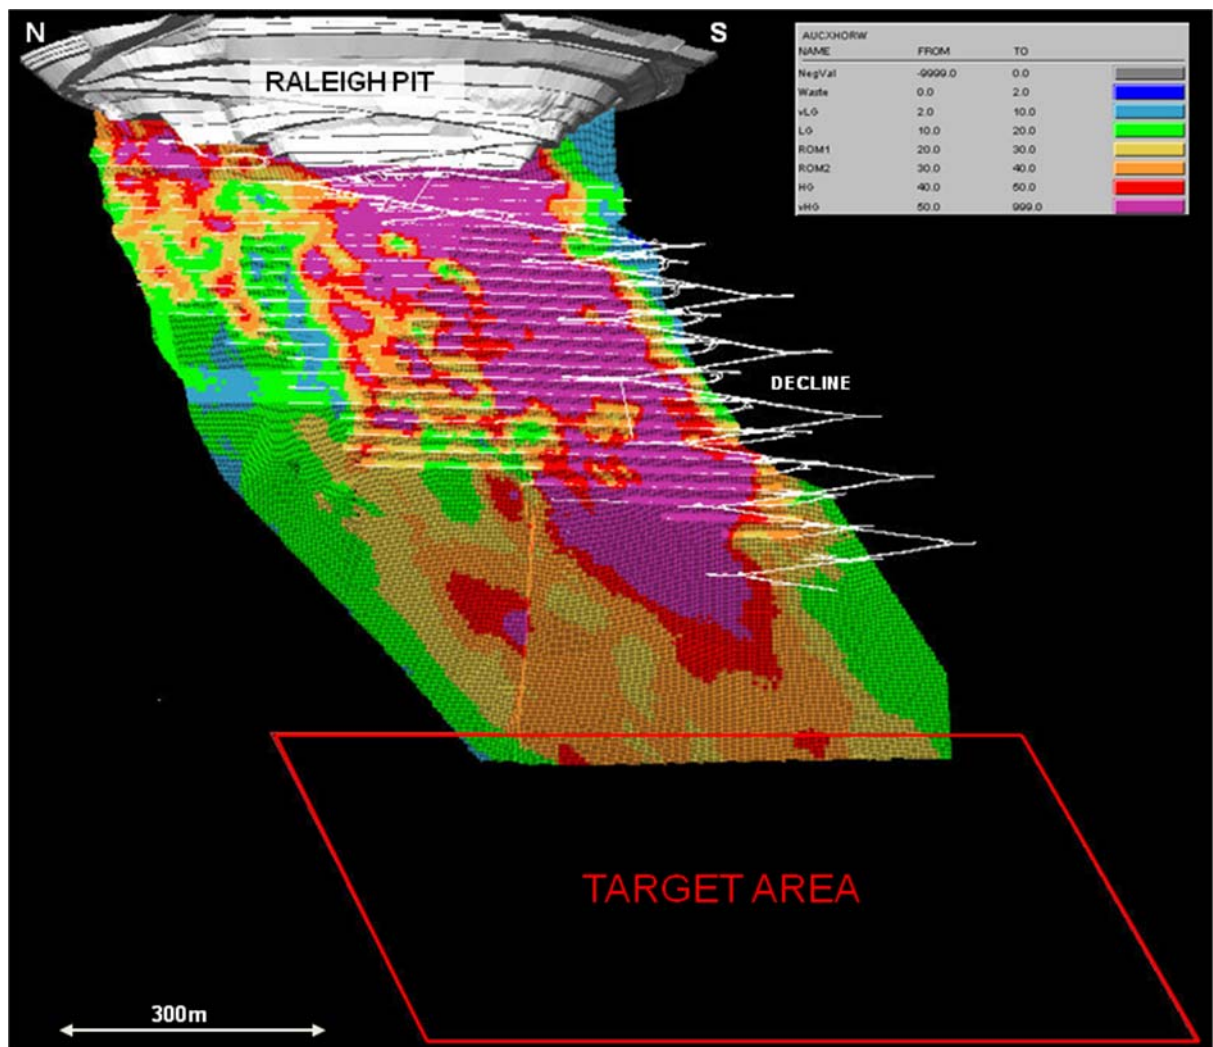 N
S
RALEIGH PIT
AUCXHORW
NAME FROM TO
NegVal -9999.0 0.0
Waste 0.0 2.0
vLG 2.0 10.0
LG 10.0 20.0
ROM1 20.0 30.0
ROM2 30.0 40.0
HG 40.0 50.0
vHG 50.0 999.0
DECLINE
TARGET AREA
300m